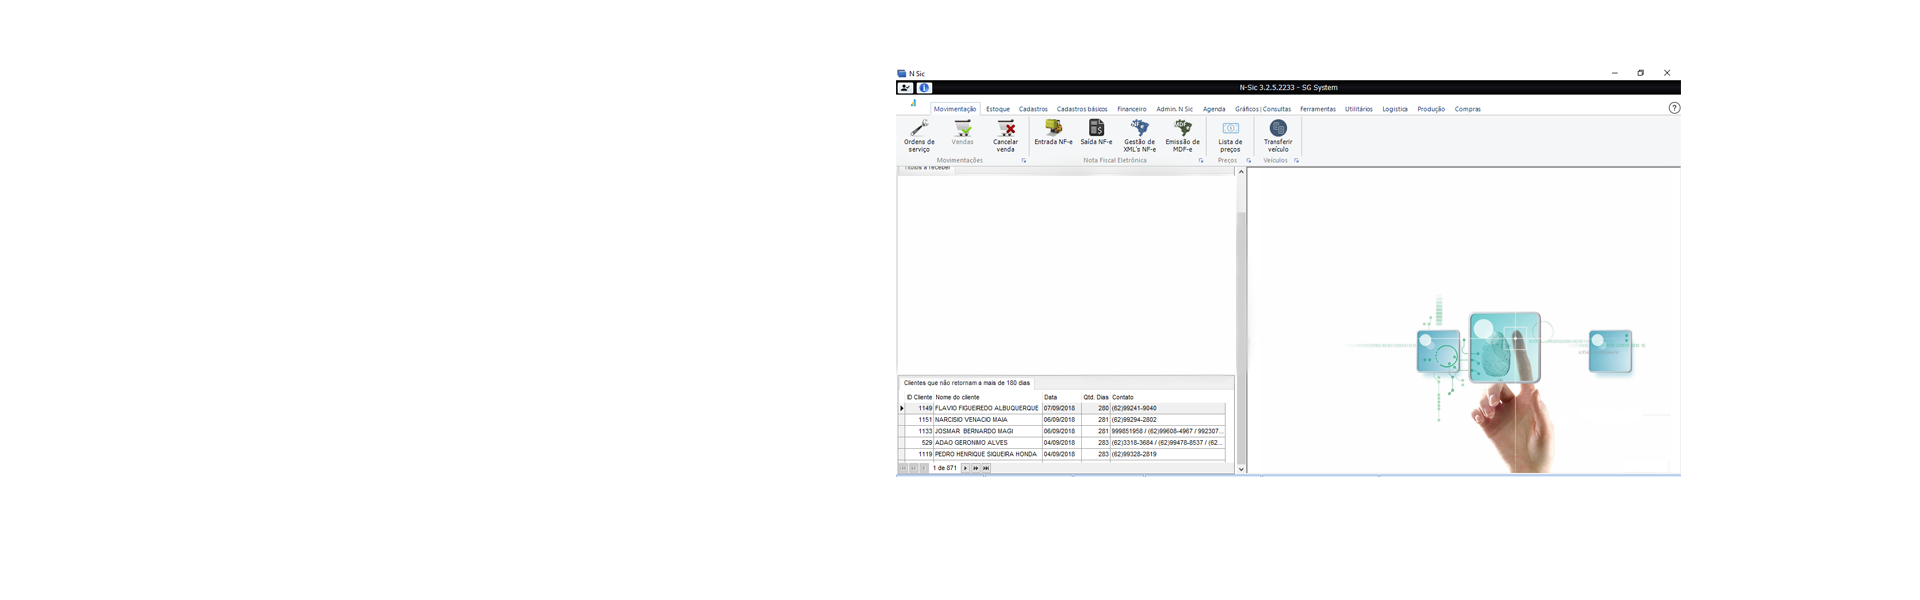 N Sic
N-Sic 3.2.5.2233 - SG System
Movimentação Estoque Cadastros Cadastros básicos Financeiro Admin. N Sic Agenda Gráficos | Consultas Ferramentas Utilitários Logística Produção Compras
Ordens de serviço Vendas Cancelar venda Entrada NF-e Saída NF-e Gestão de XML's NF-e Emissão de MDF-e Lista de preços Transferir veículo
Movimentações Nota Fiscal Eletrônica Preços Veículos
Títulos a receber
Clientes que não retornam a mais de 180 dias
ID Cliente Nome do cliente Data Qtd. Dias Contato
1149 FLAVIO FIGUEIREDO ALBUQUERQUE 07/09/2018 280 (62)99241-9040
1151 NARCISIO VENACIO MAIA 06/09/2018 281 (62)99294-2802
1133 JOSMAR BERNARDO MAGI 06/09/2018 281 999851958 / (62)99608-4967 / 992307...
529 ADAO GERONIMO ALVES 04/09/2018 283 (62)3318-3684 / (62)99478-8537 / (62...
1119 PEDRO HENRIQUE SIQUEIRA HONDA 04/09/2018 283 (62)99328-2819
1 de 871